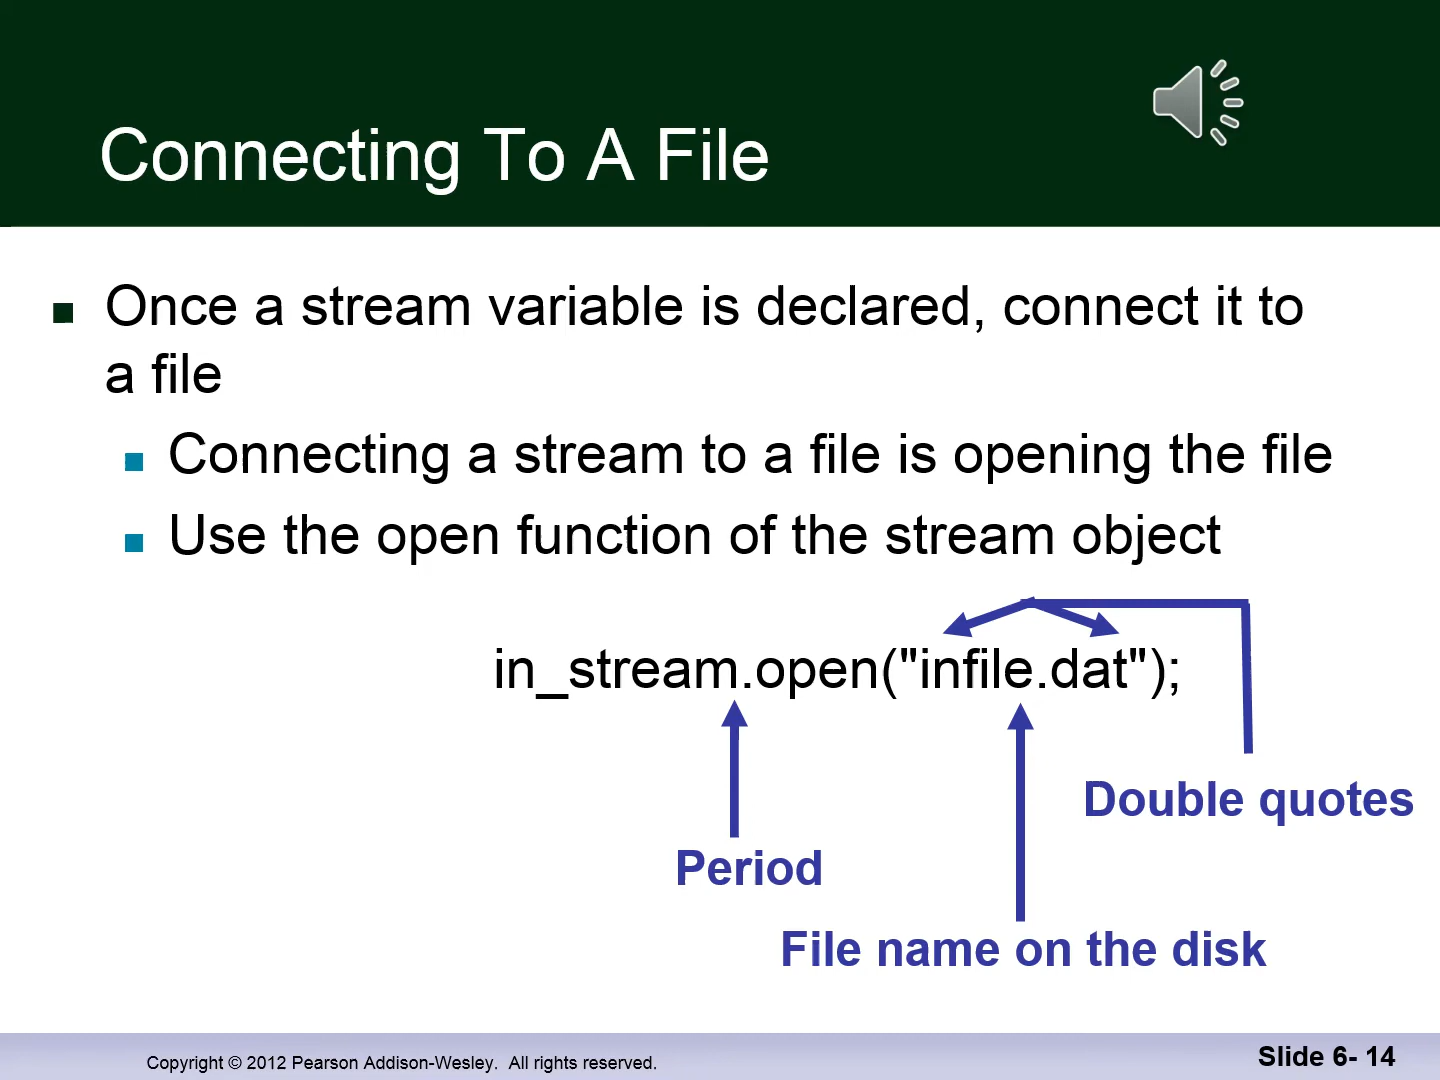 Connecting To A File
Once a stream variable is declared, connect it to
a file
Connecting a stream to a file is opening the file
Use the open function of the stream object
in_stream.open("infile.dat");
Double quotes
Period
File name on the disk
Copyright © 2012 Pearson Addison-Wesley. All rights reserved.
Slide 6- 14